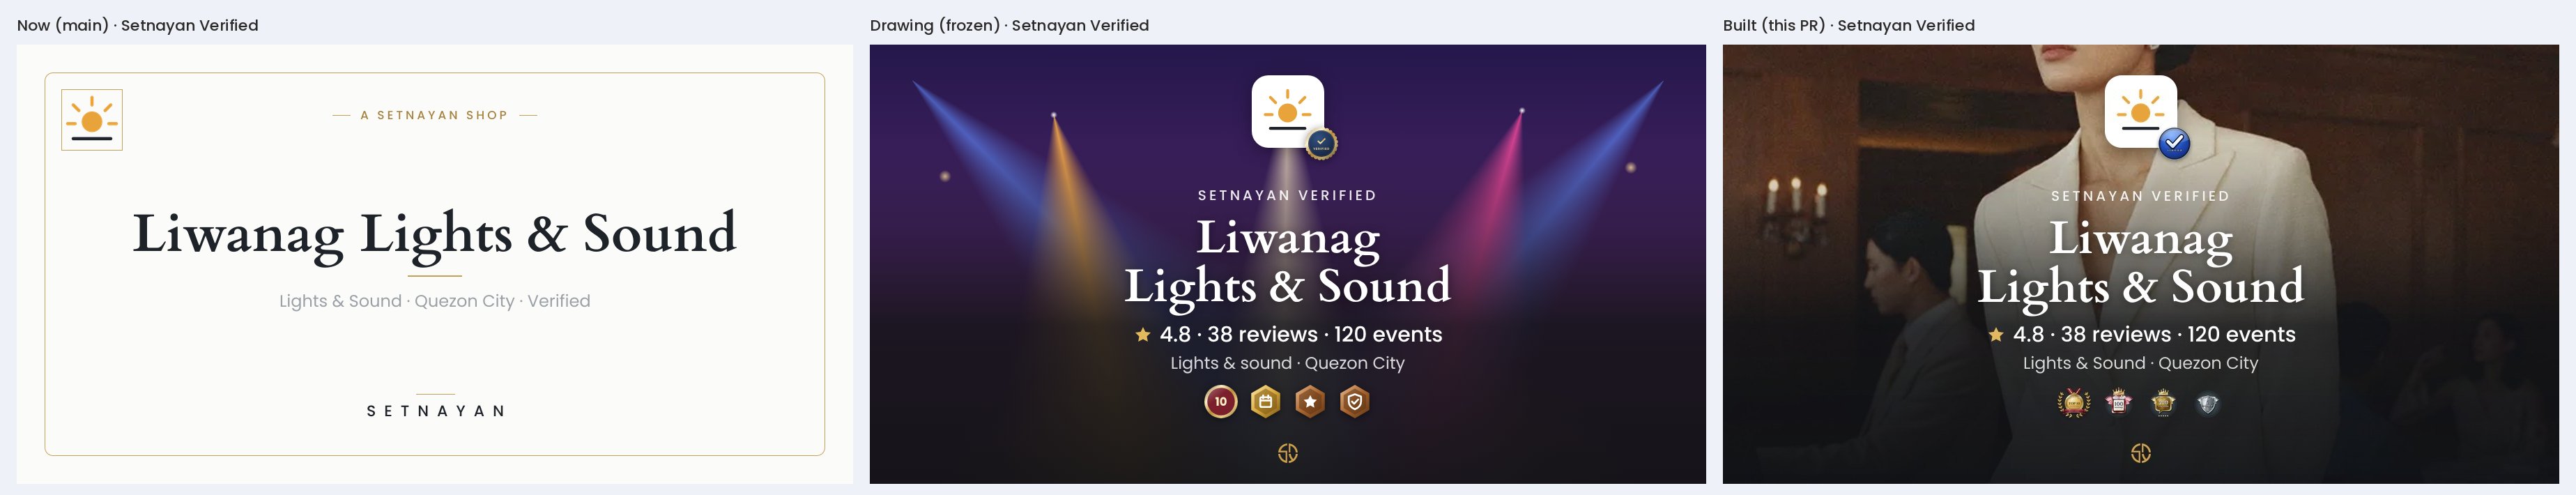 Now (main) · Setnayan Verified
A SETNAYAN SHOP
Liwanag Lights & Sound
Lights & Sound · Quezon City · Verified
SETNAYAN
Drawing (frozen) · Setnayan Verified
SETNAYAN VERIFIED
Liwanag
Lights & Sound
4.8 · 38 reviews · 120 events
Lights & sound · Quezon City
10
Built (this PR) · Setnayan Verified
SETNAYAN VERIFIED
Liwanag
Lights & Sound
4.8 · 38 reviews · 120 events
Lights & Sound · Quezon City